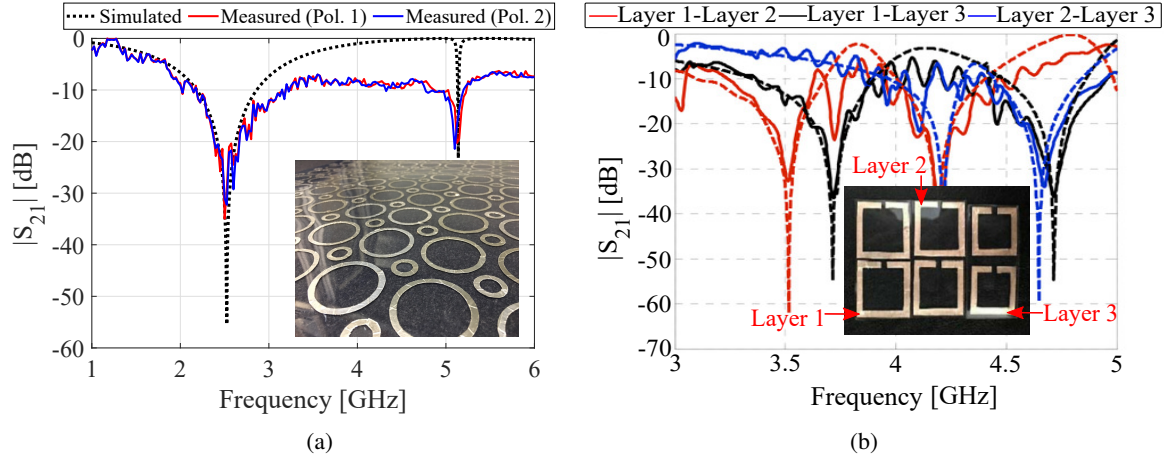 Simulated Measured (Pol. 1) Measured (Pol. 2)
0
-10
-20
-30
-40
-50
-60
|S21| [dB]
1 2 3 4 5 6
Frequency [GHz]
(a)
Layer 1-Layer 2 Layer 1-Layer 3 Layer 2-Layer 3
0
-10
-20
-30
-40
-50
-60
-70
|S21| [dB]
Layer 2
Layer 1
Layer 3
3 3.5 4 4.5 5
Frequency [GHz]
(b)